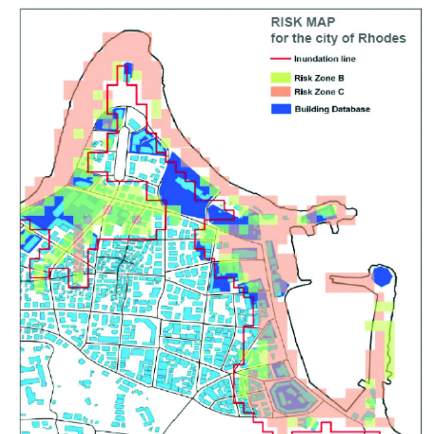 RISK MAP
for the city of Rhodes
Inundation line
Risk Zone B
Risk Zone C
Building Database